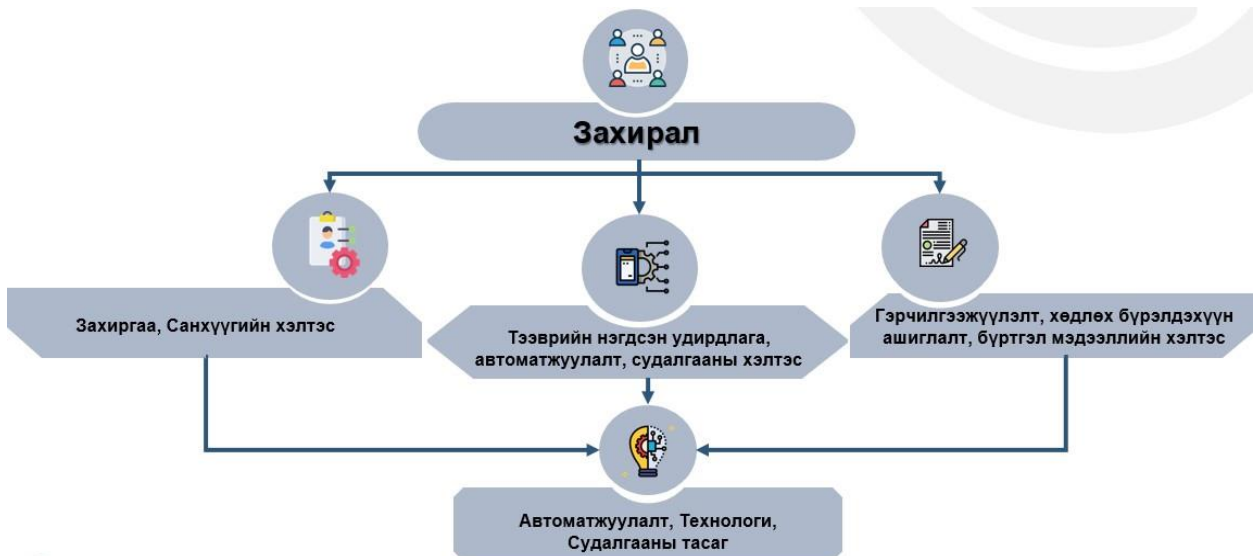 Захирал
Захиргаа, Санхүүгийн хэлтэс
Тээврийн нэгдсэн удирдлага,
автоматжуулалт, судалгааны хэлтэс
Гэрчилгээжүүлэлт, хөдлөх бүрэлдэхүүн
ашиглалт, бүртгэл мэдээллийн хэлтэс
Автоматжуулалт, Технологи,
Судалгааны тасаг